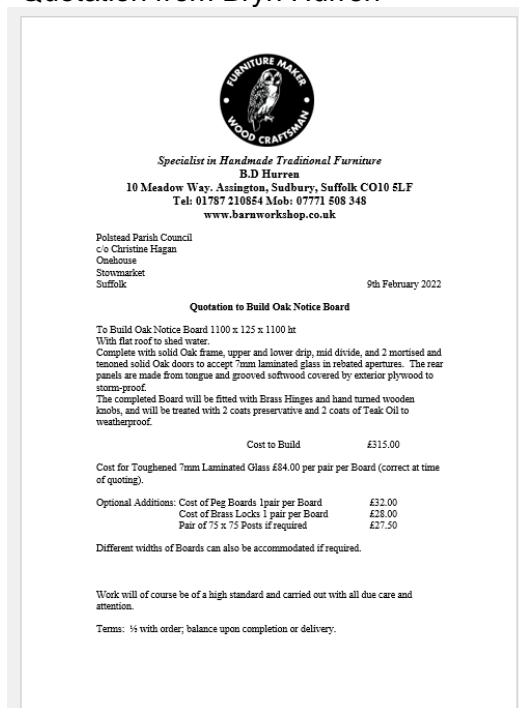 Quotation from Bryn Hurren
FURNITURE MAKER
WOOD CRAFTSMAN
Specialist in Handmade Traditional Furniture
B.D Hurren
10 Meadow Way. Assington, Sudbury, Suffolk CO10 5LF
Tel: 01787 210854 Mob: 07771 508 348
www.barnworkshop.co.uk
Polstead Parish Council
c/o Christine Hagan
Onehouse
Stowmarket
Suffolk 9th February 2022
Quotation to Build Oak Notice Board
To Build Oak Notice Board 1100 x 125 x 1100 ht
With flat roof to shed water.
Complete with solid Oak frame, upper and lower drip, mid divide, and 2 mortised and
tenoned solid Oak doors to accept 7mm laminated glass in rebated apertures. The rear
panels are made from tongue and grooved softwood covered by exterior plywood to
storm-proof.
The completed Board will be fitted with Brass Hinges and hand turned wooden
knobs, and will be treated with 2 coats preservative and 2 coats of Teak Oil to
weatherproof.
Cost to Build £315.00
Cost for Toughened 7mm Laminated Glass £84.00 per pair per Board (correct at time
of quoting).
Optional Additions: Cost of Peg Boards 1pair per Board £32.00
Cost of Brass Locks 1 pair per Board £28.00
Pair of 75 x 75 Posts if required £27.50
Different widths of Boards can also be accommodated if required.
Work will of course be of a high standard and carried out with all due care and
attention.
Terms: with order; balance upon completion or delivery.